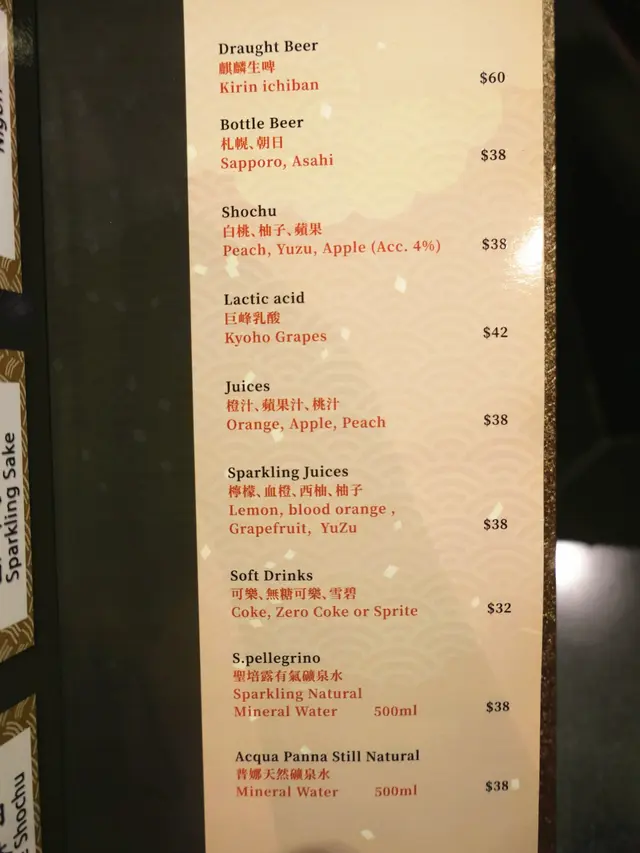 Draught Beer
麒麟生啤
Kirin ichiban $60
Bottle Beer
札幌、朝日
Sapporo, Asahi $38
Shochu
白桃、柚子、蘋果
Peach, Yuzu, Apple (Acc. 4%) $38
Lactic acid
巨峰乳酸
Kyoho Grapes $42
Juices
橙汁、蘋果汁、桃汁
Orange, Apple, Peach $38
Sparkling Juices
檸檬、血橙、西柚、柚子
Lemon, blood orange ,
Grapefruit, YuZu $38
Soft Drinks
可樂、無糖可樂、雪碧
Coke, Zero Coke or Sprite $32
S.pellegrino
聖培露有氣礦泉水
Sparkling Natural
Mineral Water 500ml $38
Acqua Panna Still Natural
普娜天然礦泉水
Mineral Water 500ml $38
Sparkling Sake
Shochu